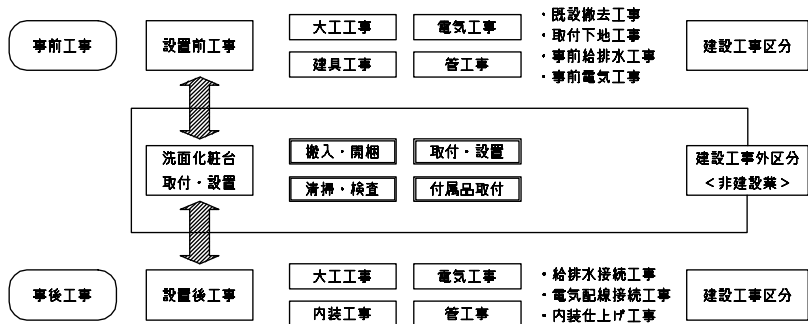 事前工事
設置前工事
大工工事
電気工事
建具工事
管工事
・既設撤去工事
・取付下地工事
・事前給排水工事
・事前電気工事
建設工事区分
洗面化粧台
取付・設置
搬入・開梱
取付・設置
清掃・検査
付属品取付
建設工事外区分
＜非建設業＞
事後工事
設置後工事
大工工事
電気工事
内装工事
管工事
・給排水接続工事
・電気配線接続工事
・内装仕上げ工事
建設工事区分